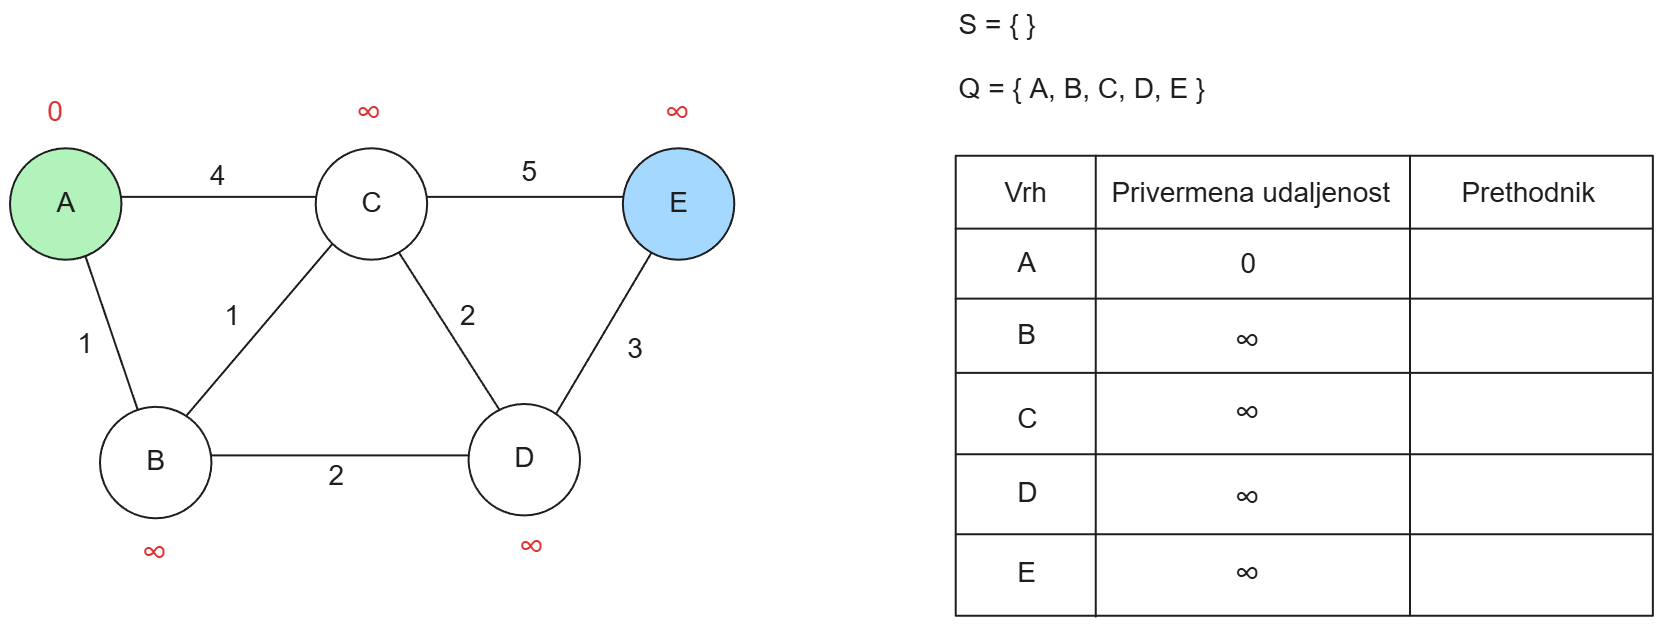 S = { }
Q = { A, B, C, D, E }
0 ∞ ∞
A 4 C 5 E
1 1 2 3
B 2 D
∞ ∞
Vrh Privermena udaljenost Prethodnik
A 0
B ∞
C ∞
D ∞
E ∞